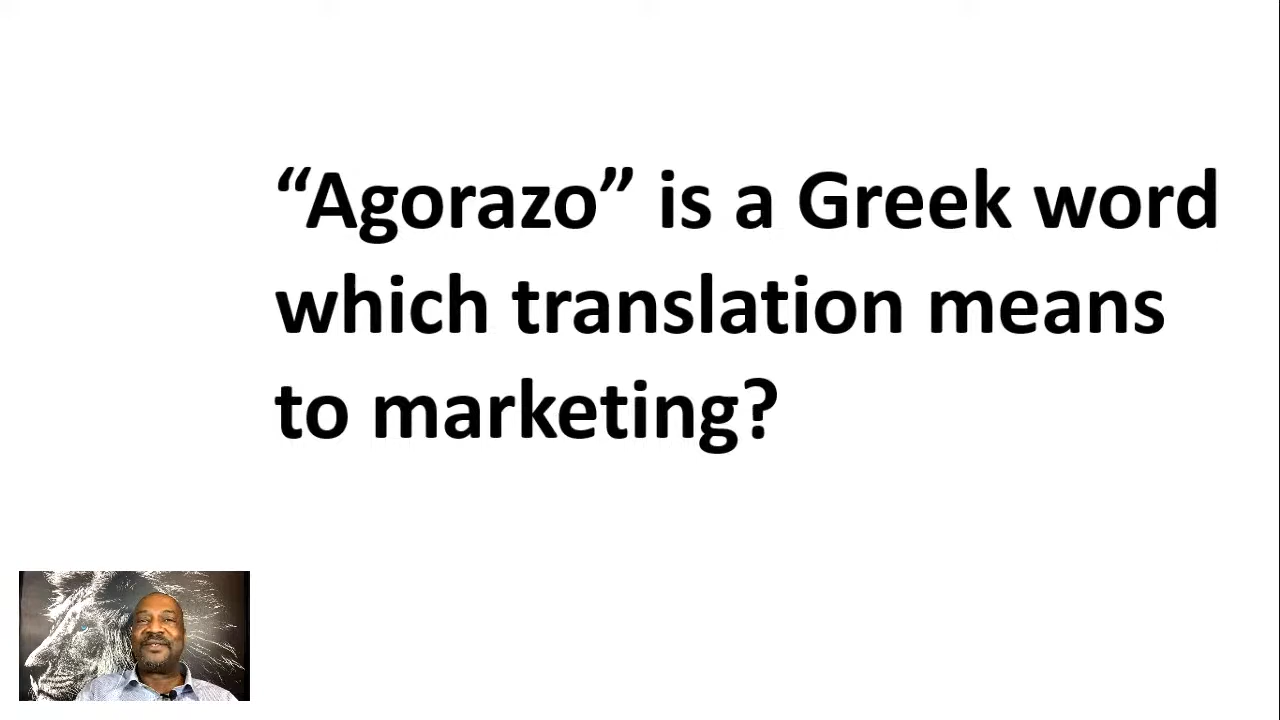 “Agorazo” is a Greek word
which translation means
to marketing?